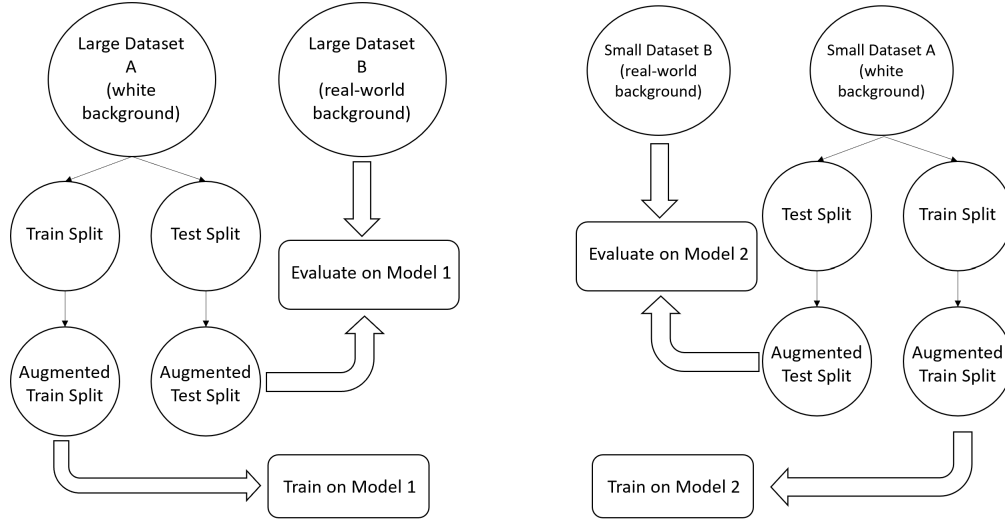 Large Dataset
A
(white
background)
Large Dataset
B
(real-world
background)
Train Split
Test Split
Evaluate on Model 1
Augmented
Train Split
Augmented
Test Split
Train on Model 1
Small Dataset B
(real-world
background)
Small Dataset A
(white
background)
Evaluate on Model 2
Test Split
Train Split
Augmented
Test Split
Augmented
Train Split
Train on Model 2